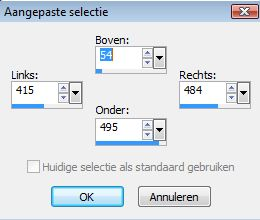 Aangepaste selectie
Boven:
54
Links:
415
Rechts:
484
Onder:
495
Huidige selectie als standaard gebruiken
OK
Annuleren